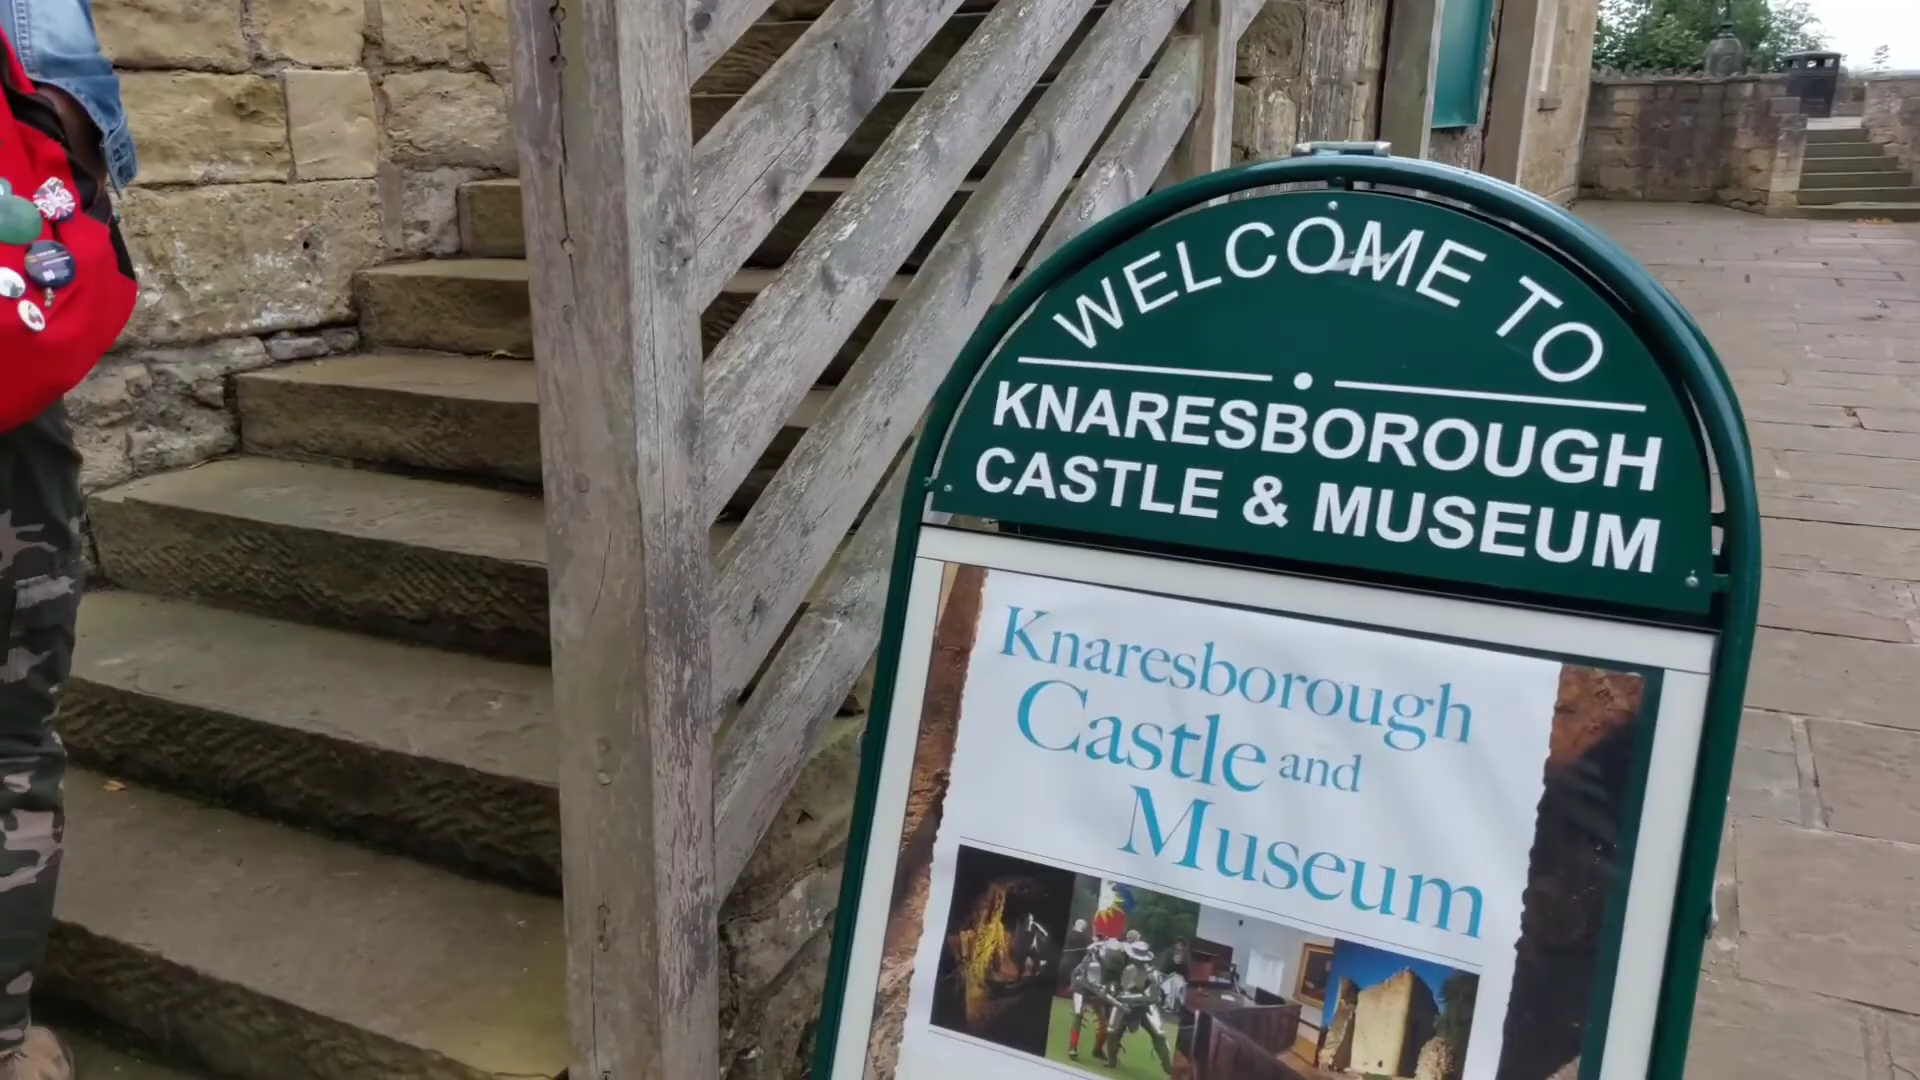 WELCOME TO
KNARESBOROUGH
CASTLE & MUSEUM
Knaresborough
Castle and
Museum